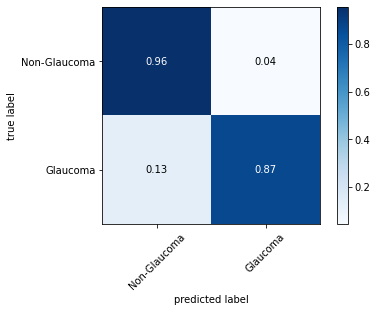 Non-Glaucoma
0.96
0.04
Glaucoma
0.13
0.87
true label
Non-Glaucoma
Glaucoma
predicted label
0.8
0.6
0.4
0.2